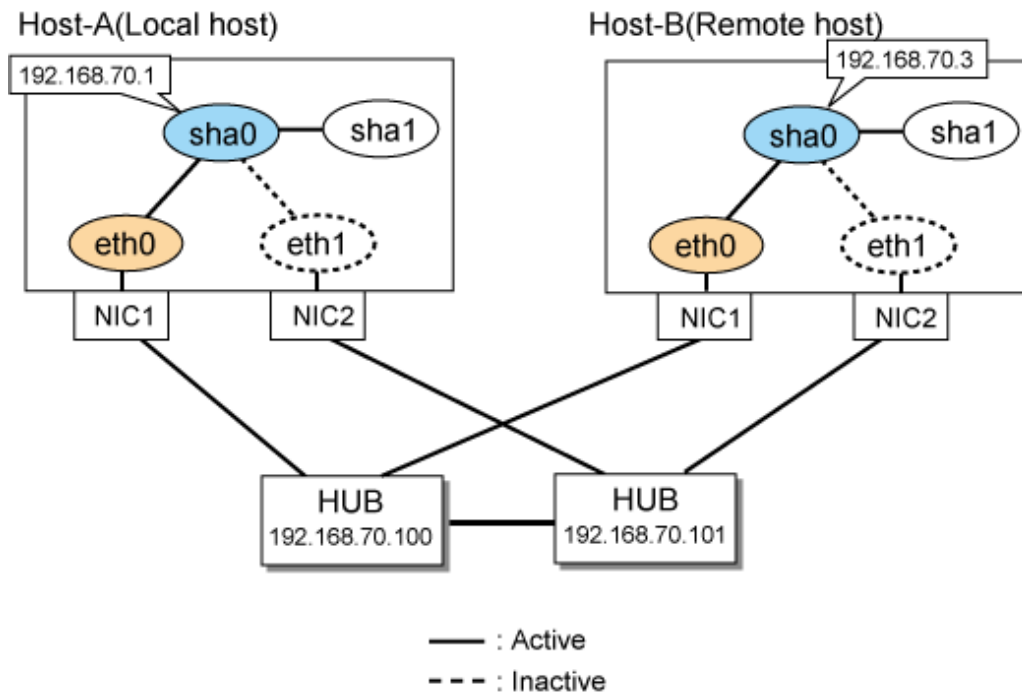 Host-A(Local host)
Host-B(Remote host)
192.168.70.1
192.168.70.3
sha0
sha1
sha0
sha1
eth0
eth1
eth0
eth1
NIC1
NIC2
NIC1
NIC2
HUB
192.168.70.100
HUB
192.168.70.101
: Active
: Inactive